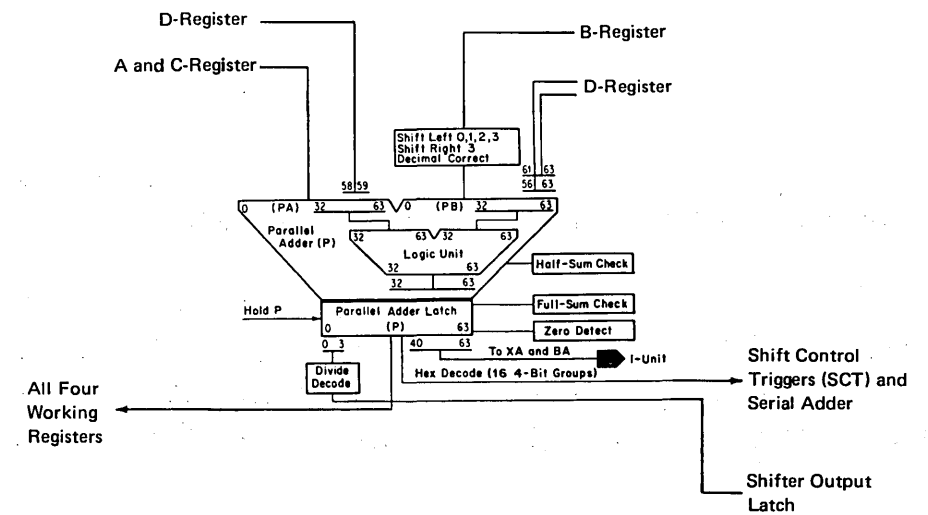 D-Register
B-Register
A and C-Register
D-Register
Shift Left 0,1,2,3
Shift Right 3
Decimal Correct
61 63
58 59
56 63
0 (PA) 32 63 0 (PB) 32 63
Parallel
Adder (P)
32 63 32 63
Logic Unit
32 63
32 63
Half-Sum Check
Full-Sum Check
Hold P
Parallel Adder Latch
0 (P) 63
Zero Detect
0 3
40 63
To XA and BA
I-Unit
Divide
Decode
Hex Decode (16 4-Bit Groups)
Shift Control
Triggers (SCT) and
Serial Adder
All Four
Working
Registers
Shifter Output
Latch